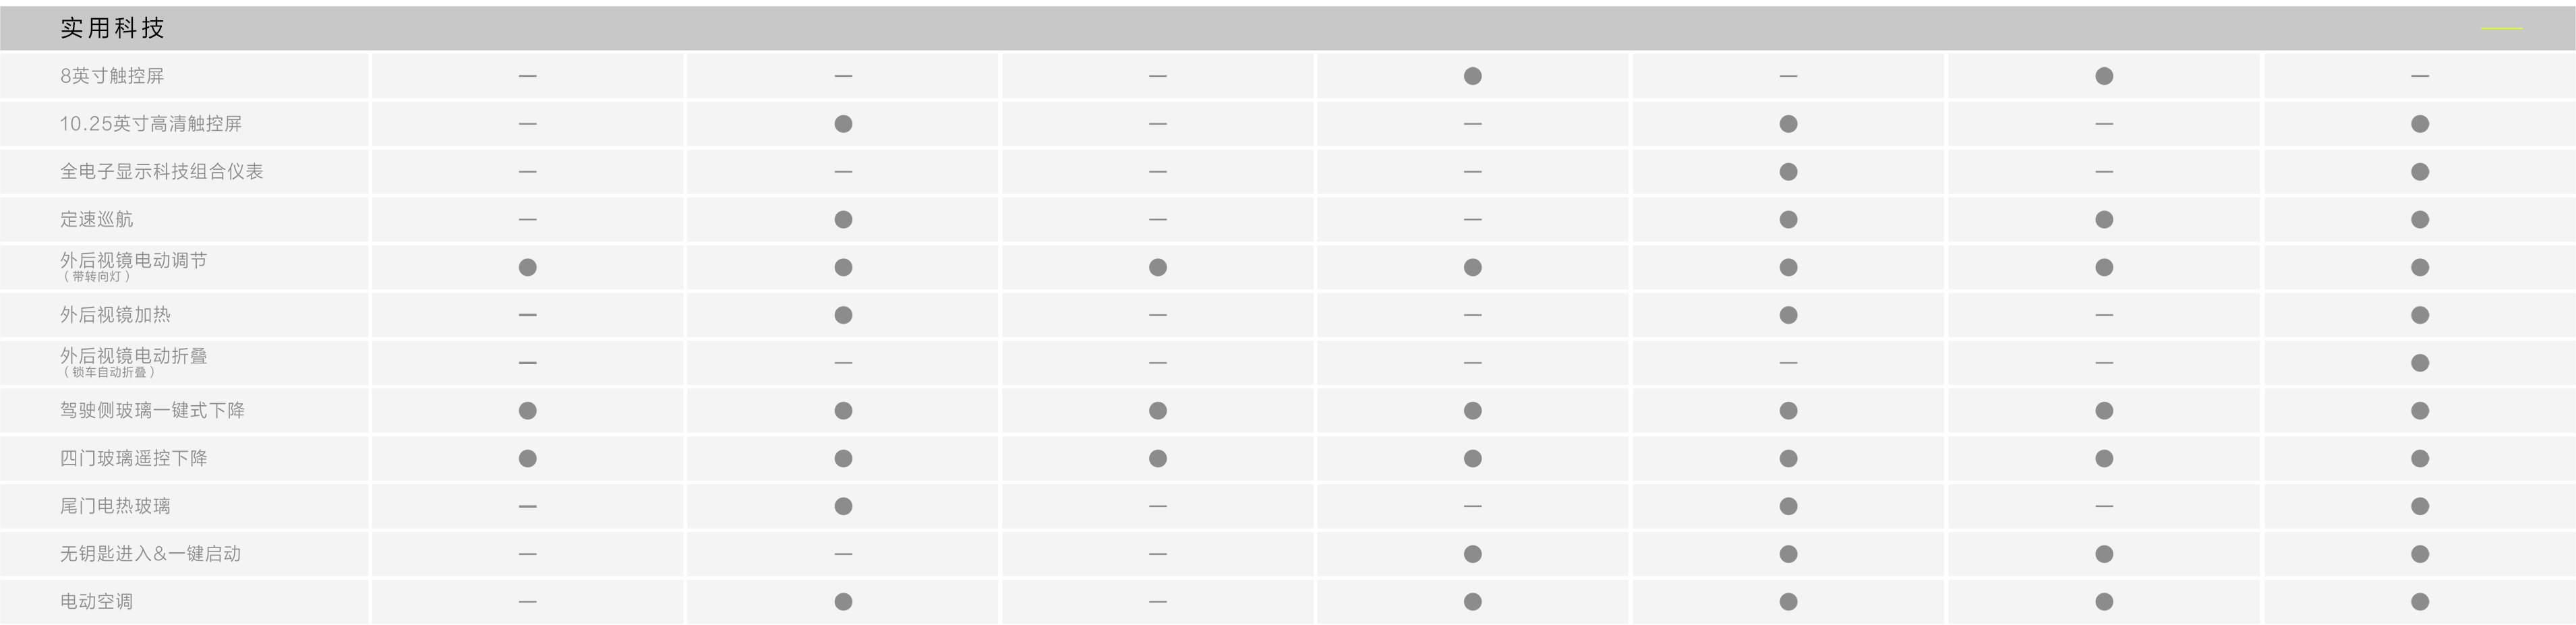 实用科技
8英寸触控屏 — — — ● — ● —
10.25英寸高清触控屏 — ● — — ● — ●
全电子显示科技组合仪表 — — — — ● — ●
定速巡航 — ● — — ● ● ●
外后视镜电动调节 ● ● ● ● ● ● ●
（带转向灯）
外后视镜加热 — ● — — ● — ●
外后视镜电动折叠 — — — — — — ●
（锁车自动折叠）
驾驶侧玻璃一键式下降 ● ● ● ● ● ● ●
四门玻璃遥控下降 ● ● ● ● ● ● ●
尾门电热玻璃 — ● — — ● — ●
无钥匙进入&一键启动 — — — ● ● ● ●
电动空调 — ● — ● ● ● ●